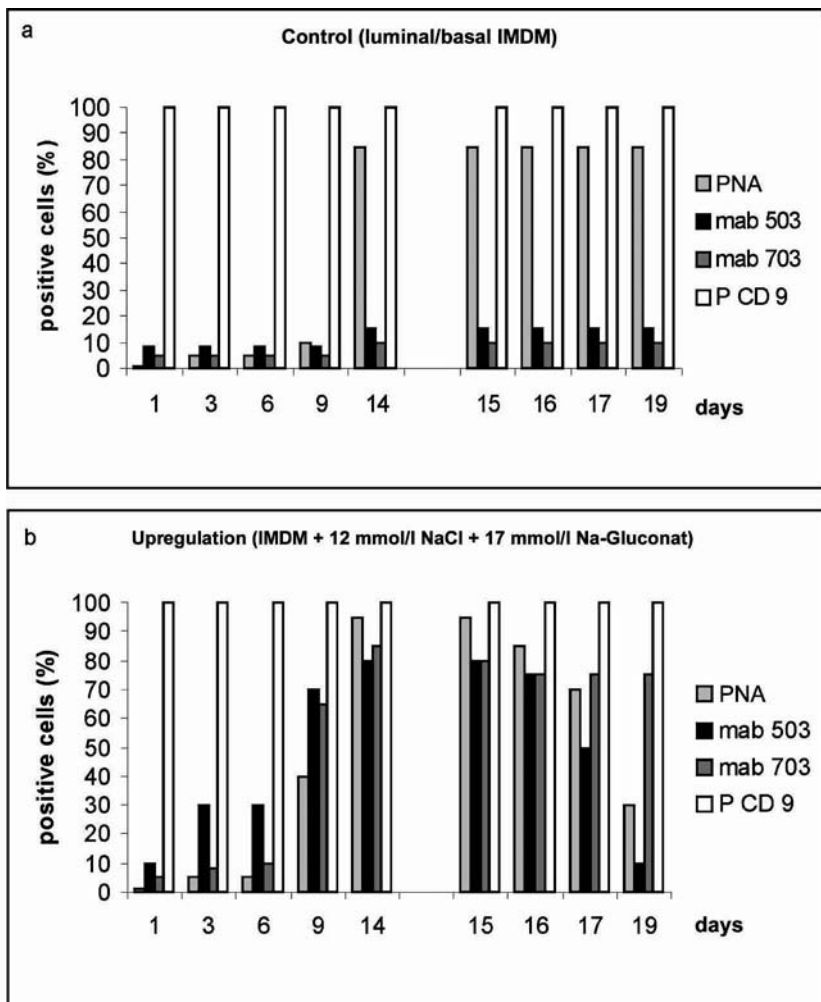 a
Control (luminal/basal IMDM)
positive cells (%)
100
90
80
70
60
50
40
30
20
10
0
1 3 6 9 14 15 16 17 19 days
PNA
mab 503
mab 703
P CD 9
b
Upregulation (IMDM + 12 mmol/l NaCl + 17 mmol/l Na-Gluconat)
positive cells (%)
100
90
80
70
60
50
40
30
20
10
0
1 3 6 9 14 15 16 17 19 days
PNA
mab 503
mab 703
P CD 9